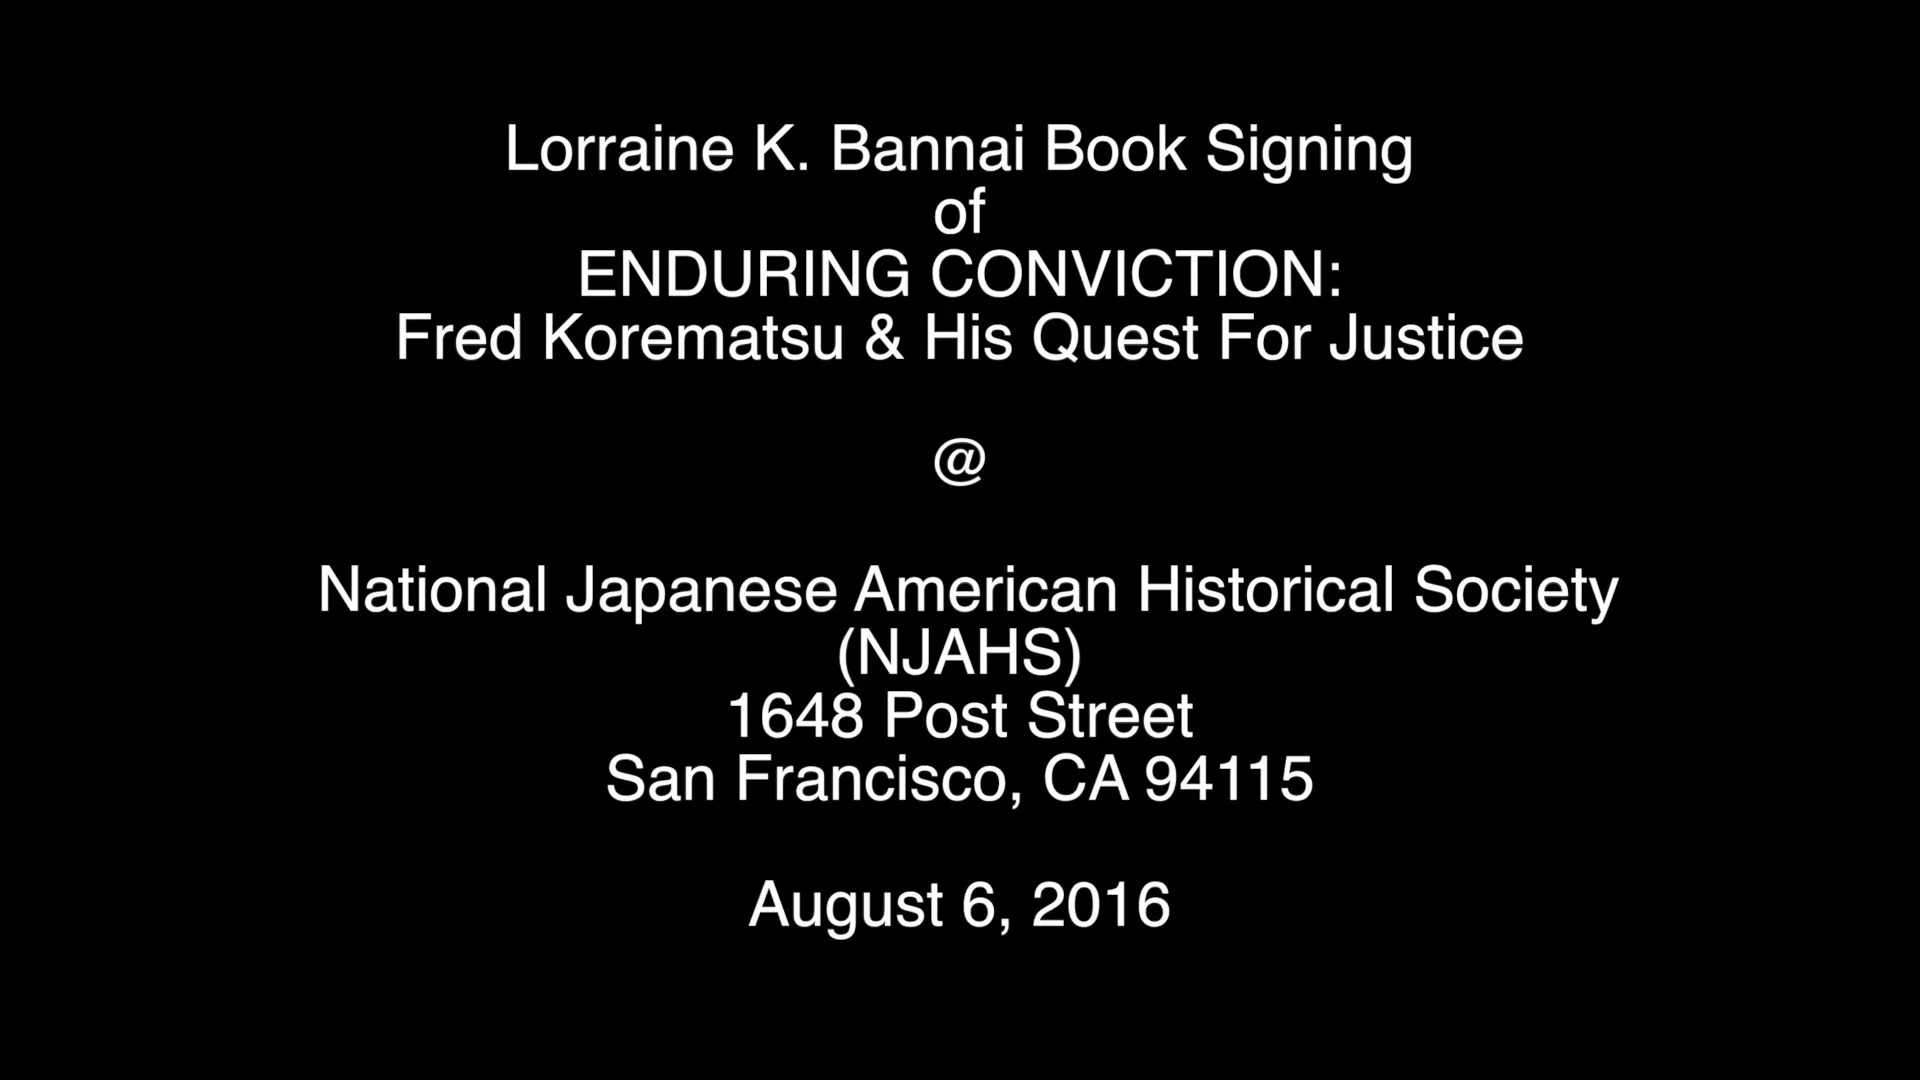 Lorraine K. Bannai Book Signing
of
ENDURING CONVICTION:
Fred Korematsu & His Quest For Justice
@
National Japanese American Historical Society
(NJAHS)
1648 Post Street
San Francisco, CA 94115
August 6, 2016